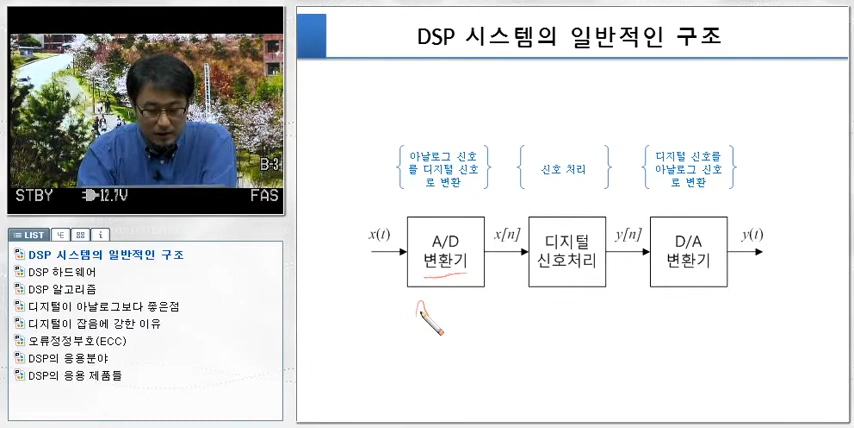 DSP 시스템의 일반적인 구조
B-3
STBY 12.7V FAS
LIST
DSP 시스템의 일반적인 구조
DSP 하드웨어
DSP 알고리즘
디지털이 아날로그보다 좋은점
디지털이 잡음에 강한 이유
오류정정부호(ECC)
DSP의 응용분야
DSP의 응용 제품들
아날로그 신호
를 디지털 신호
로 변환
신호 처리
디지털 신호를
아날로그 신호
로 변환
x(t)
A/D
변환기
x[n]
디지털
신호처리
y[n]
D/A
변환기
y(t)